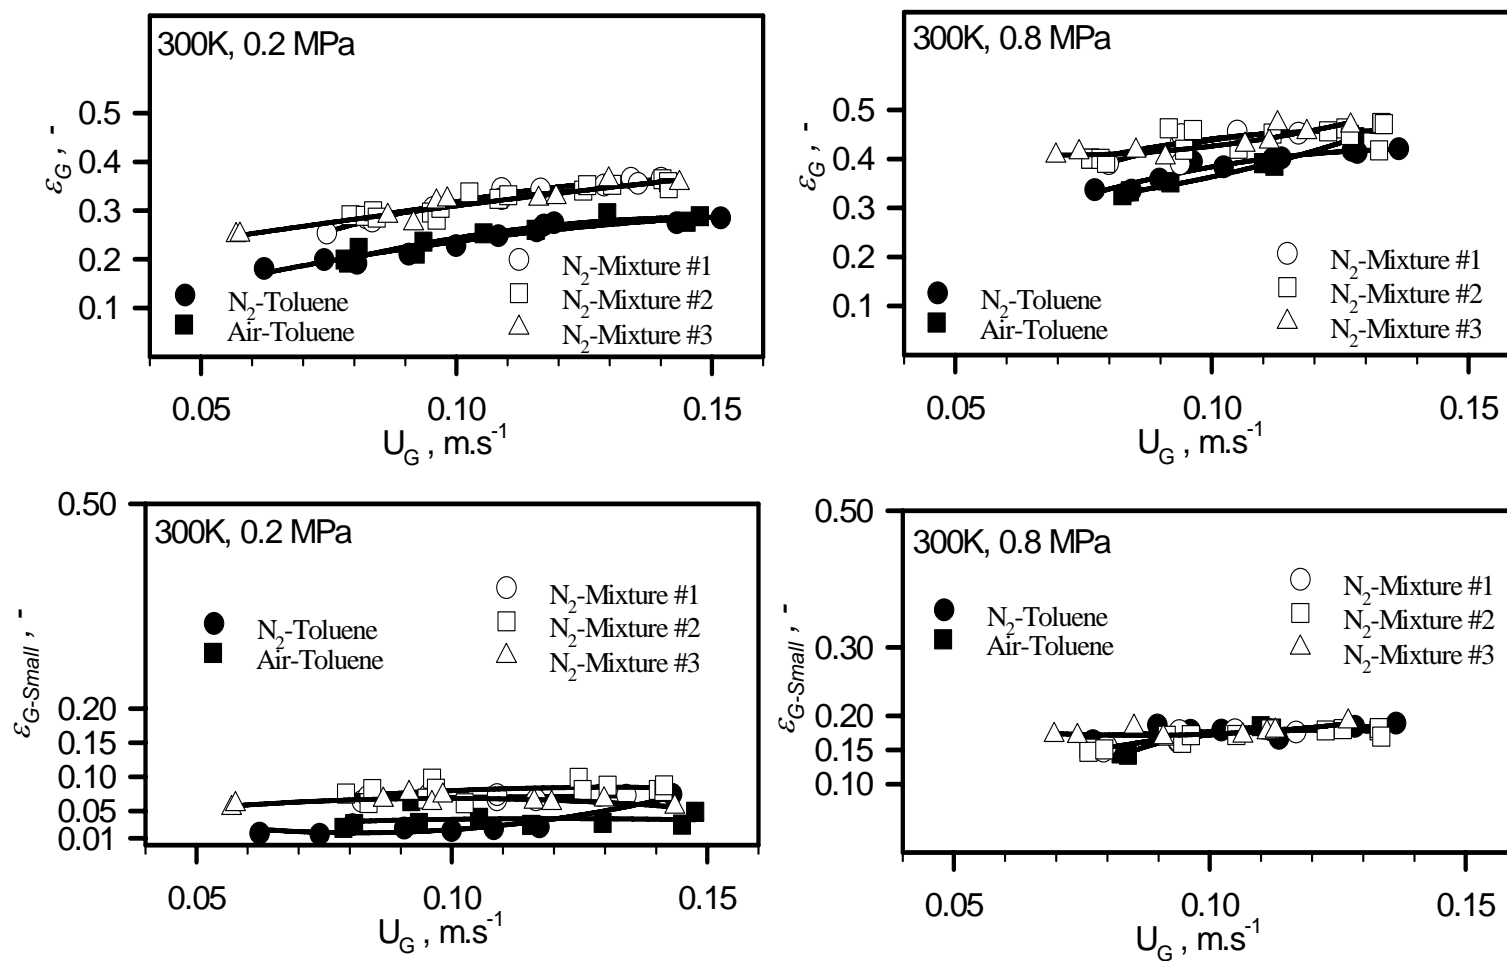 300K, 0.2 MPa
0.5
0.4
0.3
0.2
0.1
εG , -
N2-Toluene
Air-Toluene
N2-Mixture #1
N2-Mixture #2
N2-Mixture #3
0.05
0.10
0.15
UG , m.s-1
300K, 0.8 MPa
0.5
0.4
0.3
0.2
0.1
εG , -
N2-Toluene
Air-Toluene
N2-Mixture #1
N2-Mixture #2
N2-Mixture #3
0.05
0.10
0.15
UG , m.s-1
300K, 0.2 MPa
0.50
0.20
0.15
0.10
0.05
0.01
εG-Small , -
N2-Toluene
Air-Toluene
N2-Mixture #1
N2-Mixture #2
N2-Mixture #3
0.05
0.10
0.15
UG , m.s-1
300K, 0.8 MPa
0.50
0.30
0.20
0.15
0.10
εG-Small , -
N2-Toluene
Air-Toluene
N2-Mixture #1
N2-Mixture #2
N2-Mixture #3
0.05
0.10
0.15
UG , m.s-1